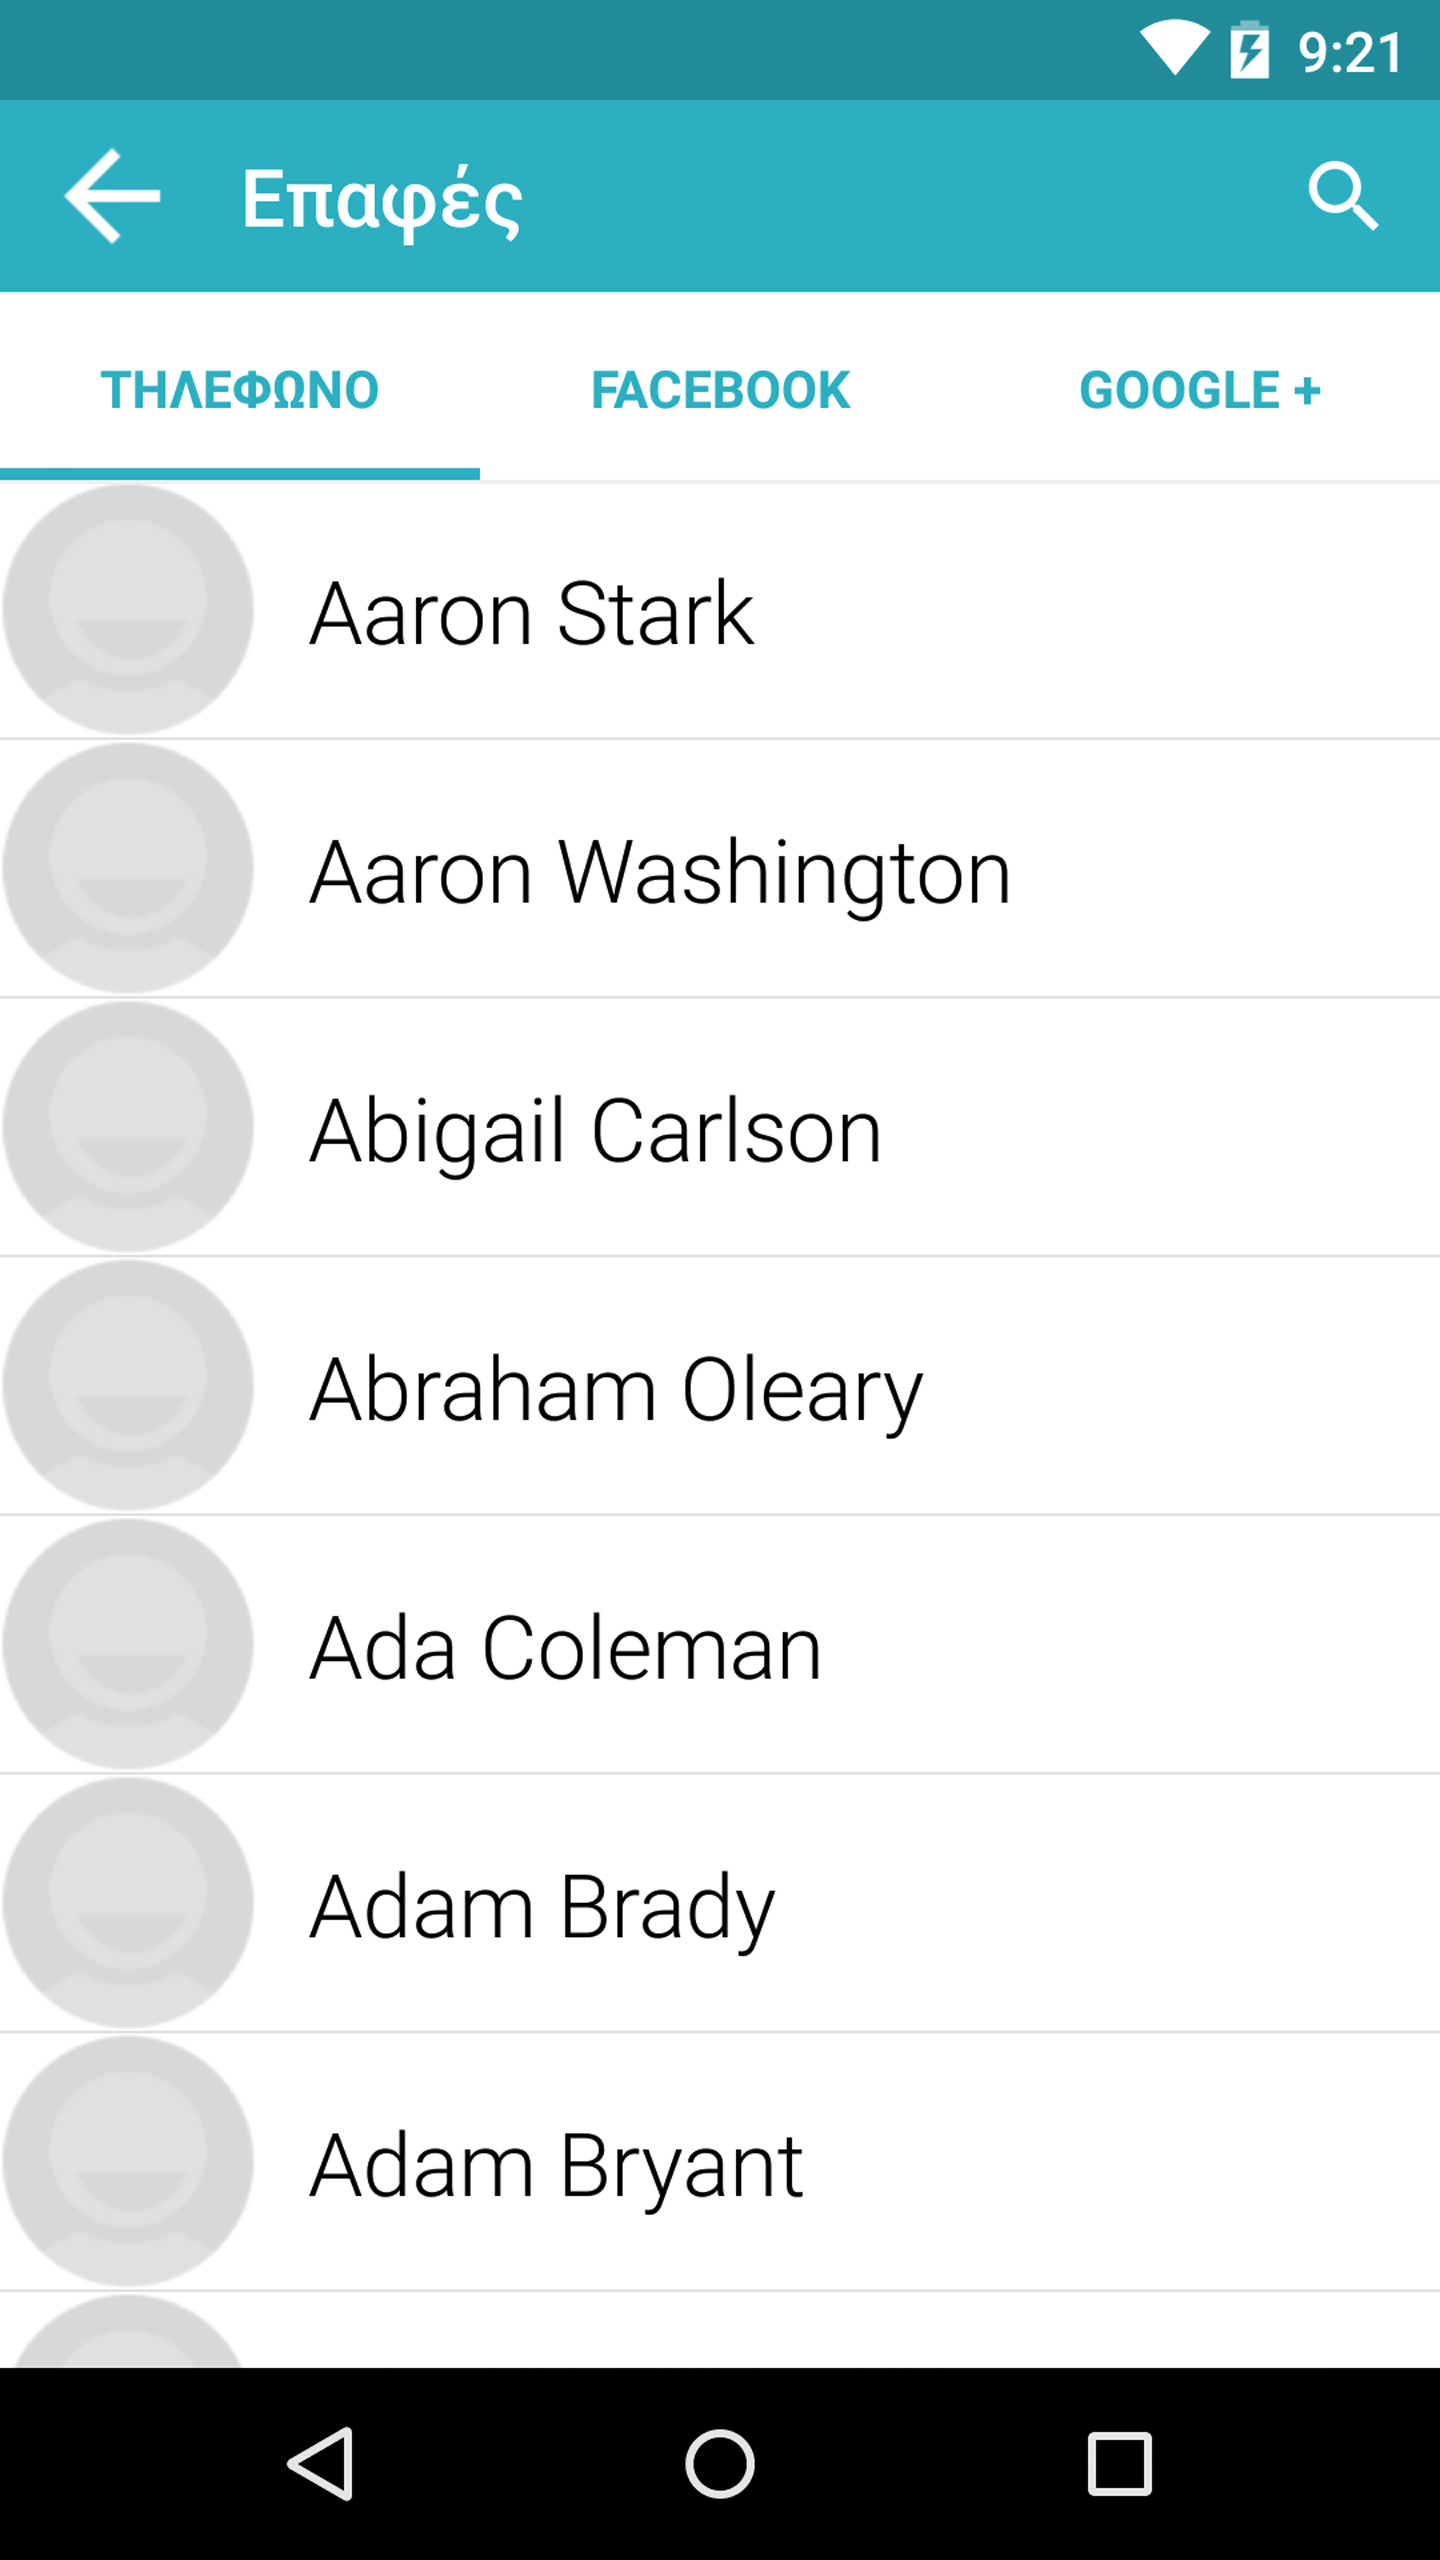 9:21
Επαφές
ΤΗΛΕΦΩΝΟ FACEBOOK GOOGLE +
Aaron Stark
Aaron Washington
Abigail Carlson
Abraham Oleary
Ada Coleman
Adam Brady
Adam Bryant